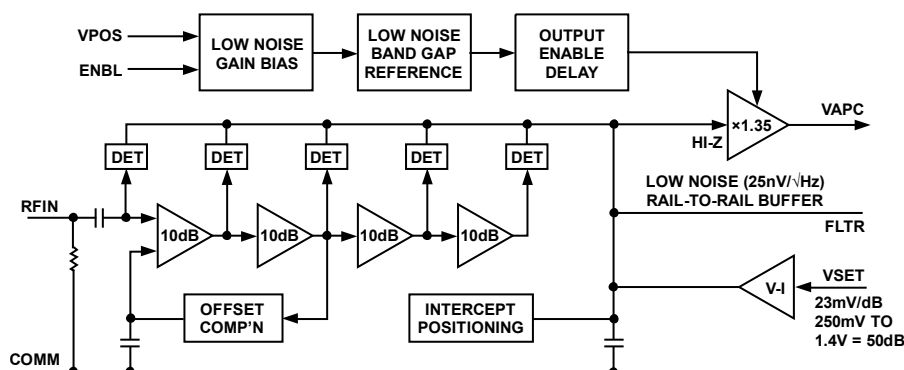 VPOS
ENBL
LOW NOISE
GAIN BIAS
LOW NOISE
BAND GAP
REFERENCE
OUTPUT
ENABLE
DELAY
×1.35
HI-Z
VAPC
DET
DET
DET
DET
DET
LOW NOISE (25nV/√Hz)
RAIL-TO-RAIL BUFFER
FLTR
RFIN
10dB
10dB
10dB
10dB
V-I
VSET
23mV/dB
250mV TO
1.4V = 50dB
OFFSET
COMP'N
INTERCEPT
POSITIONING
COMM